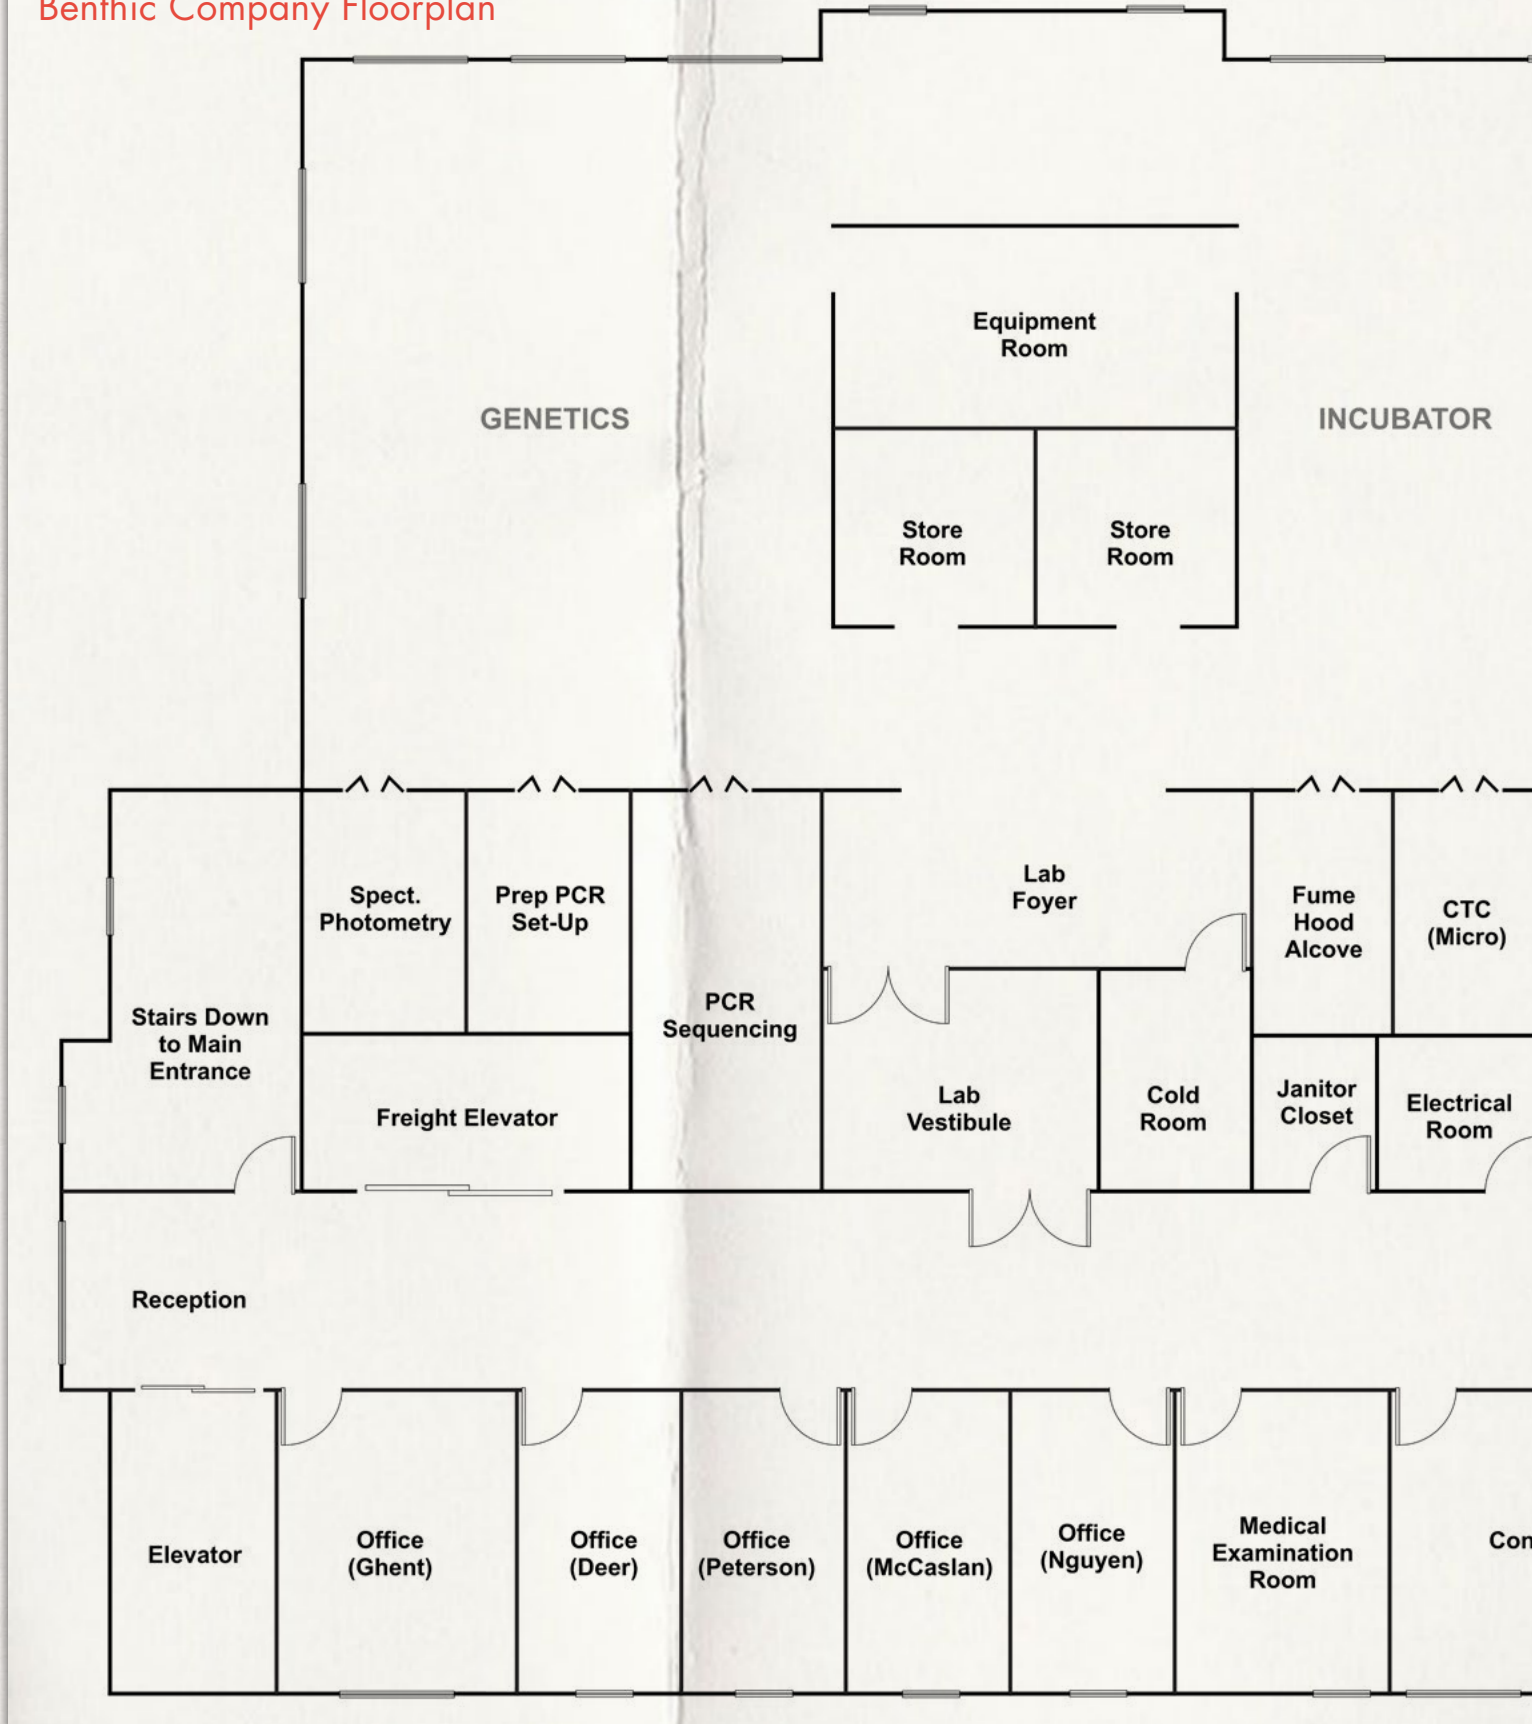 Benthic Company Floorplan
Equipment
Room
GENETICS
INCUBATOR
Store
Room
Store
Room
Lab
Foyer
Spect.
Photometry
Prep PCR
Set-Up
Fume
Hood
Alcove
CTC
(Micro)
PCR
Sequencing
Stairs Down
to Main
Entrance
Freight Elevator
Lab
Vestibule
Cold
Room
Janitor
Closet
Electrical
Room
Reception
Elevator
Office
(Ghent)
Office
(Deer)
Office
(Peterson)
Office
(McCaslan)
Office
(Nguyen)
Medical
Examination
Room
Con